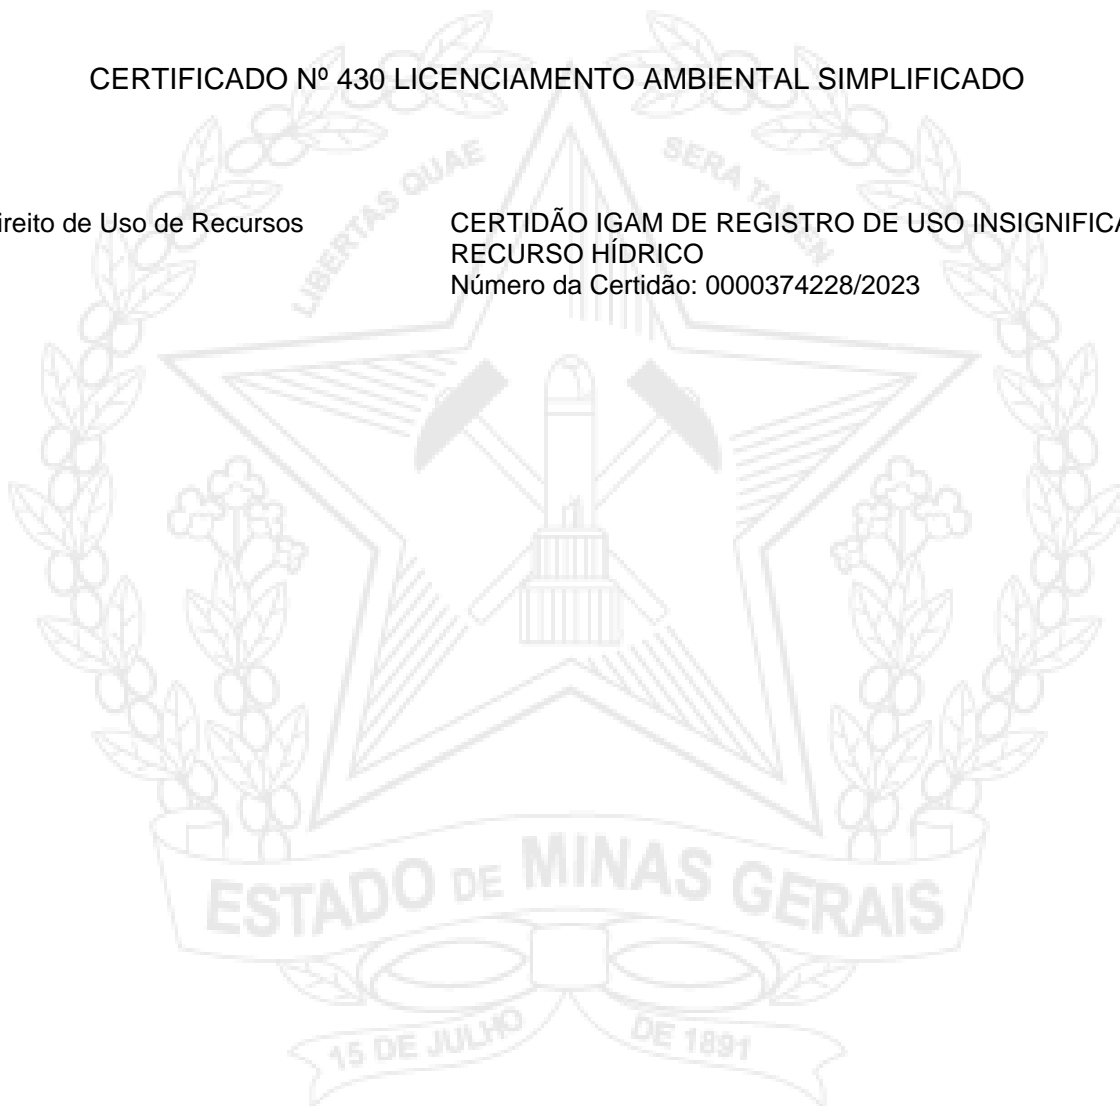 CERTIFICADO Nº 430 LICENCIAMENTO AMBIENTAL SIMPLIFICADO
LIBERTAS QUAE SERA TAMEN
ireito de Uso de Recursos
CERTIDÃO IGAM DE REGISTRO DE USO INSIGNIFICA
RECURSO HÍDRICO
Número da Certidão: 0000374228/2023
ESTADO DE MINAS GERAIS
15 DE JULHO DE 1891